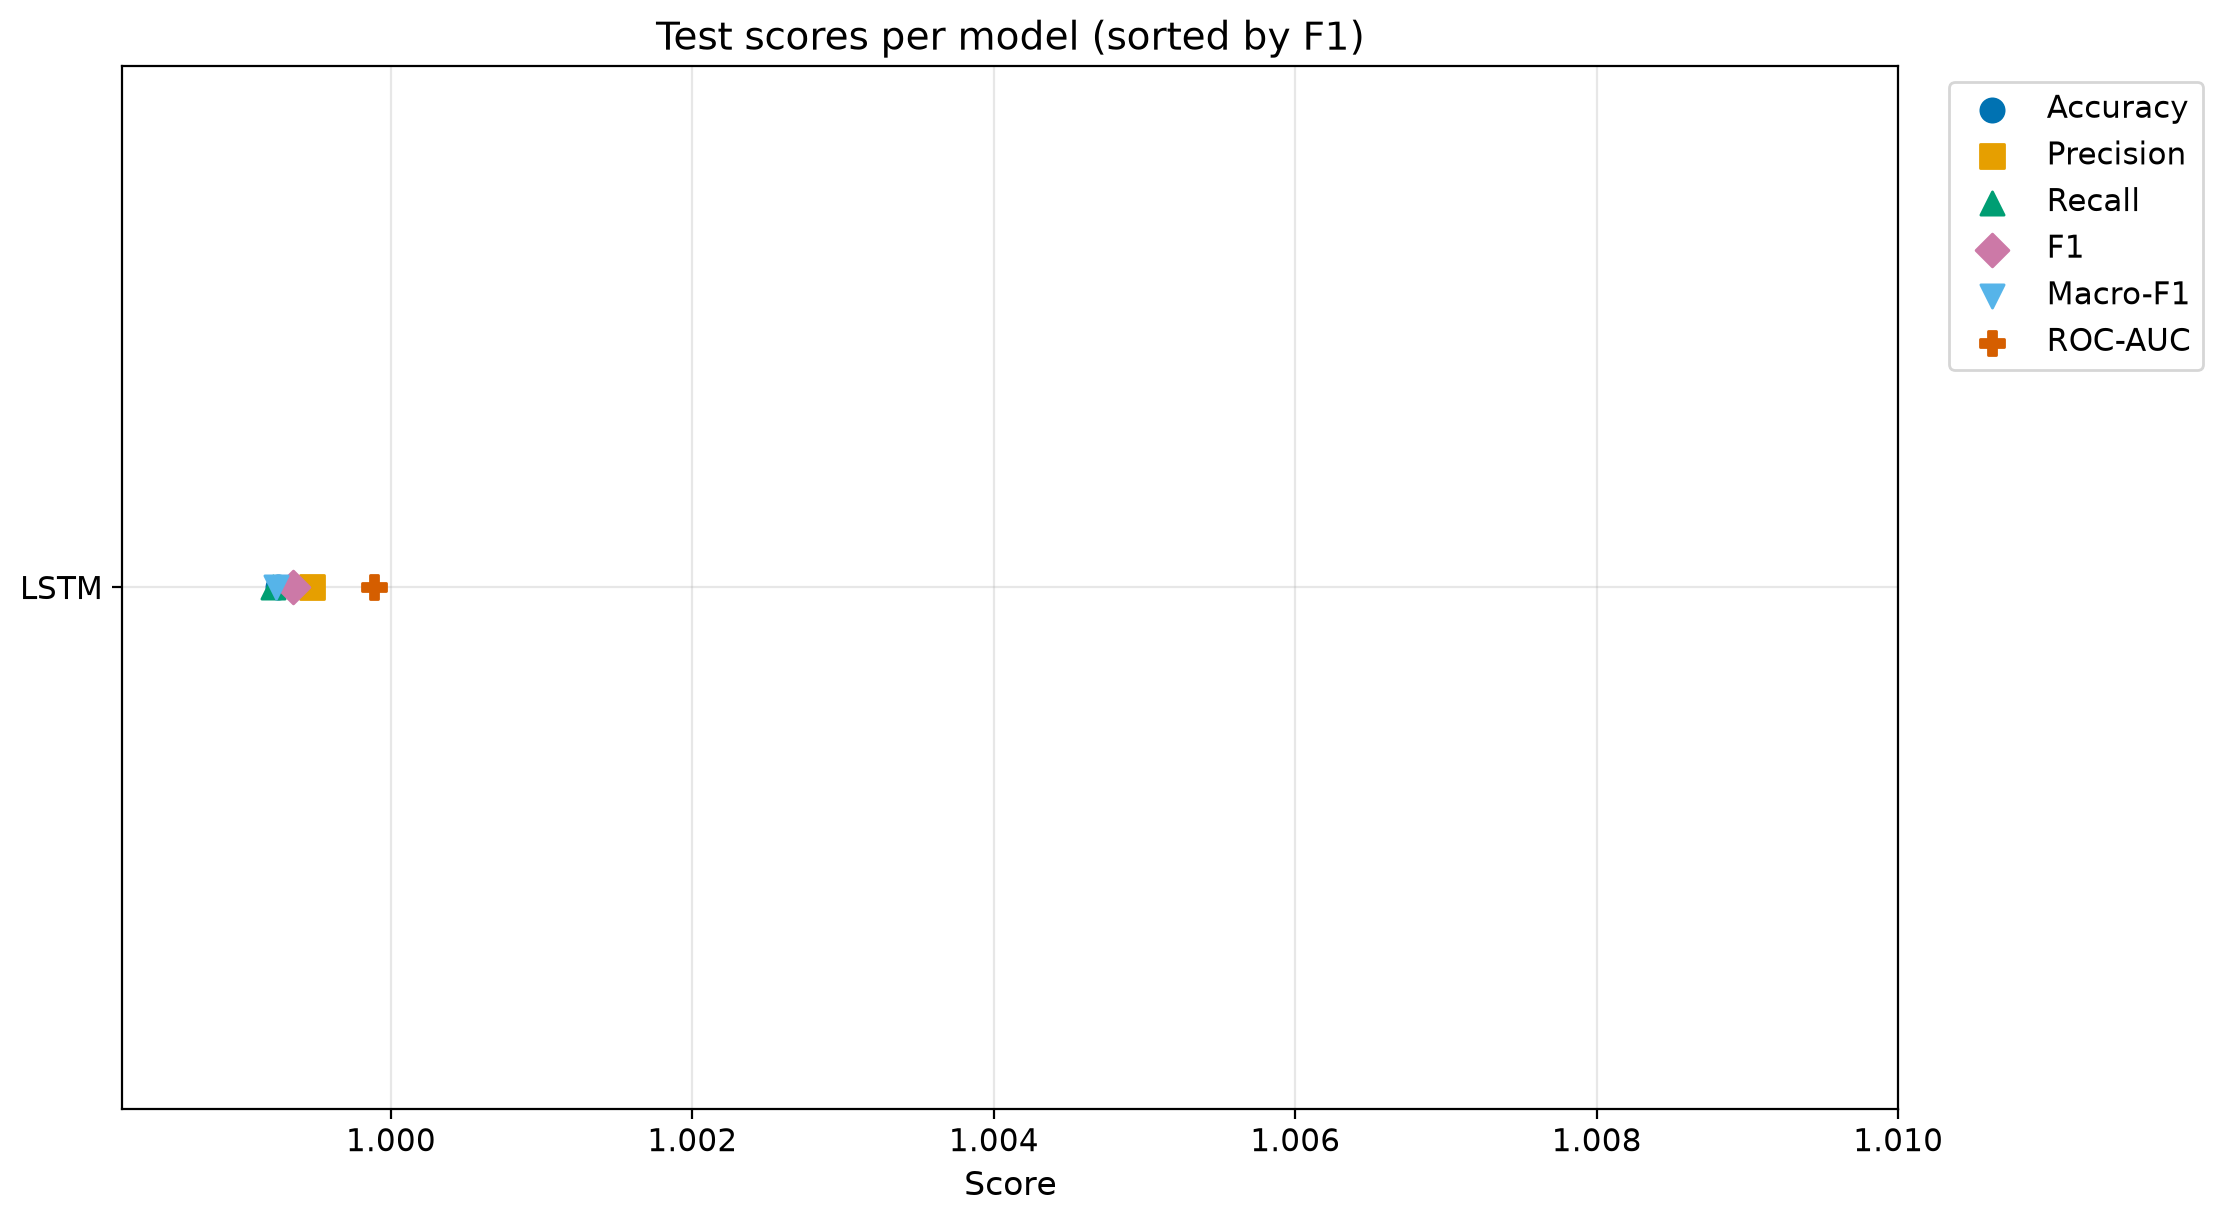 Test scores per model (sorted by F1)
Accuracy
Precision
Recall
F1
Macro-F1
ROC-AUC
LSTM
1.000
1.002
1.004
1.006
1.008
1.010
Score